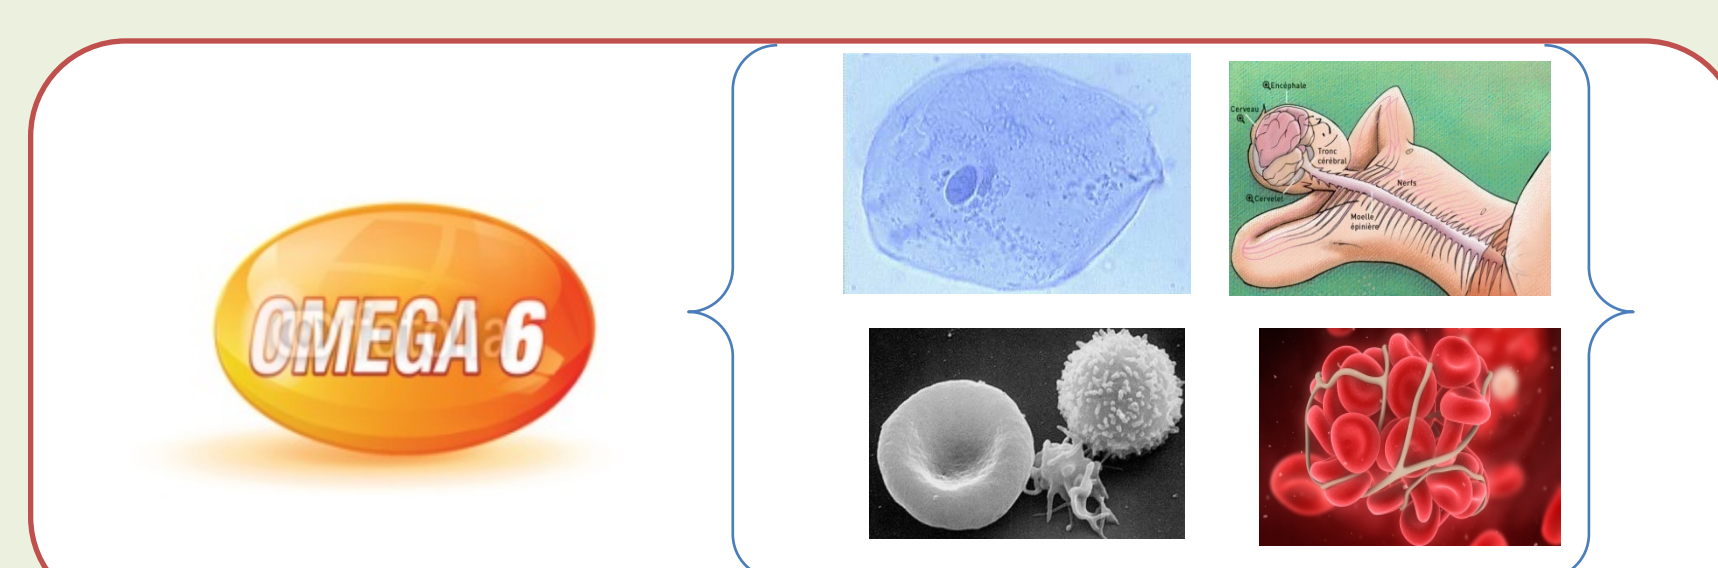 OMEGA 6
Encéphale
Cerveau
Tronc
cérébral
Nerfs
Cervelet
Moelle
épinière